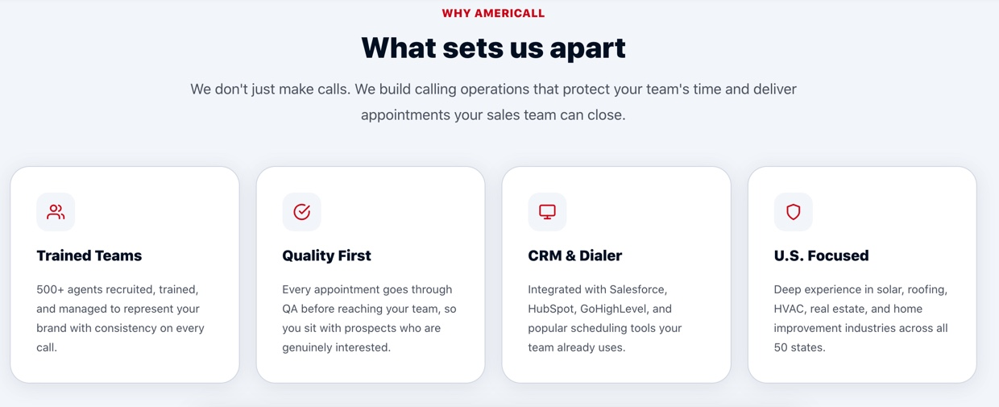 WHY AMERICALL
What sets us apart
We don't just make calls. We build calling operations that protect your team's time and deliver
appointments your sales team can close.
Trained Teams
500+ agents recruited, trained,
and managed to represent your
brand with consistency on every
call.
Quality First
Every appointment goes through
QA before reaching your team, so
you sit with prospects who are
genuinely interested.
CRM & Dialer
Integrated with Salesforce,
HubSpot, GoHighLevel, and
popular scheduling tools your
team already uses.
U.S. Focused
Deep experience in solar, roofing,
HVAC, real estate, and home
improvement industries across all
50 states.